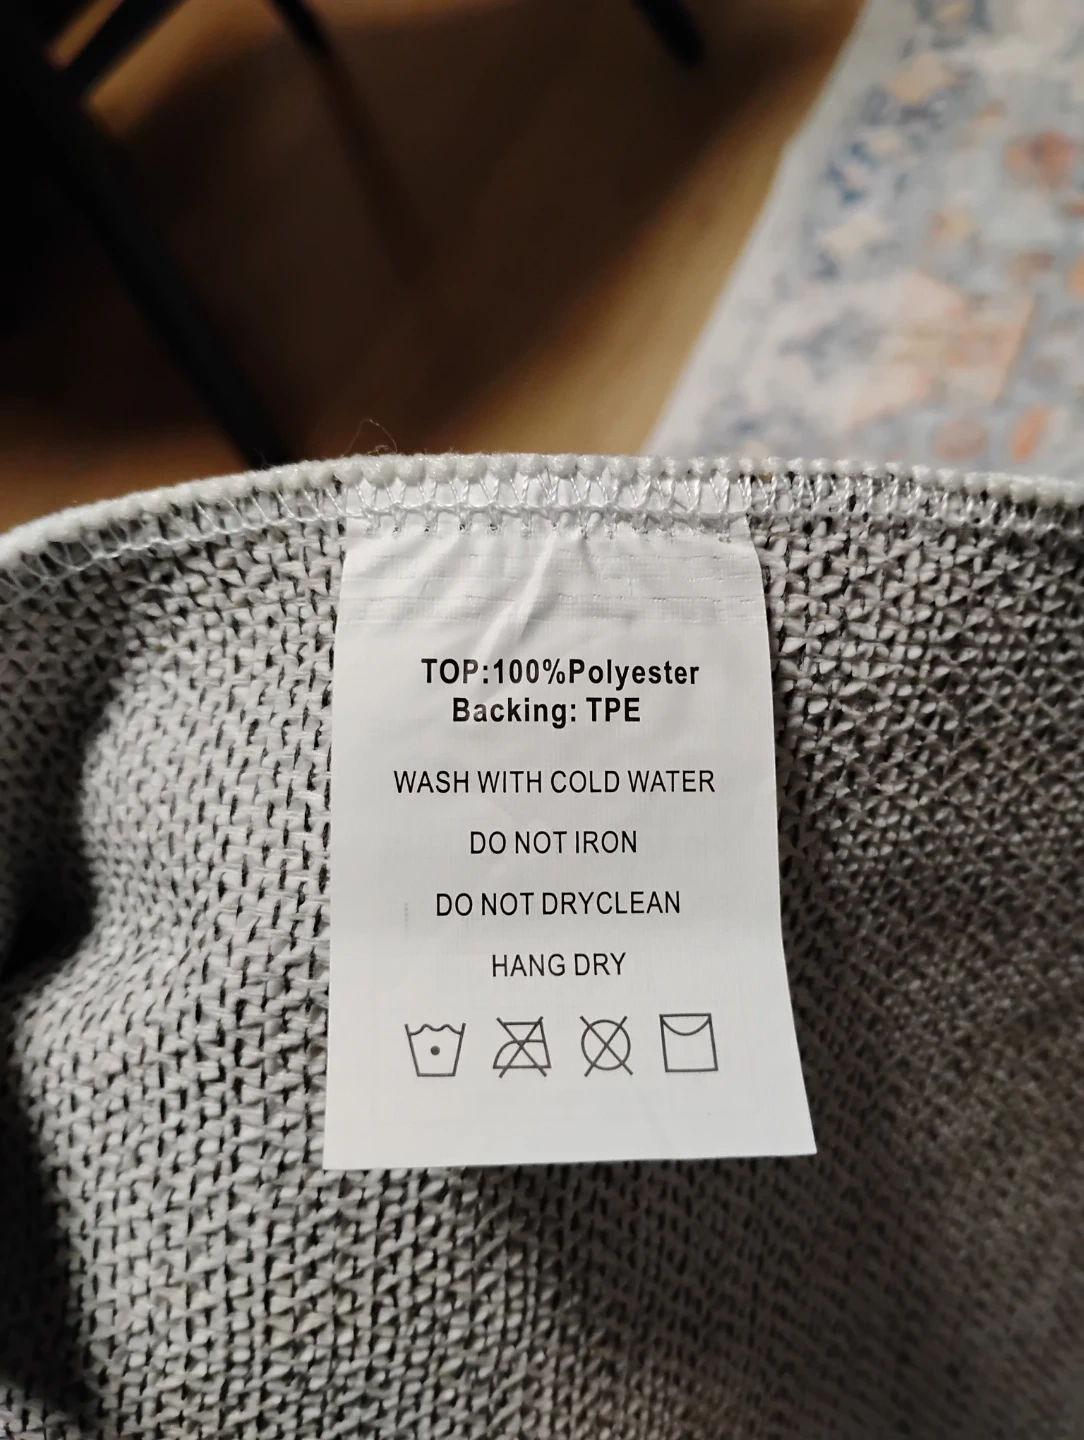 TOP:100%Polyester
Backing: TPE
WASH WITH COLD WATER
DO NOT IRON
DO NOT DRYCLEAN
HANG DRY